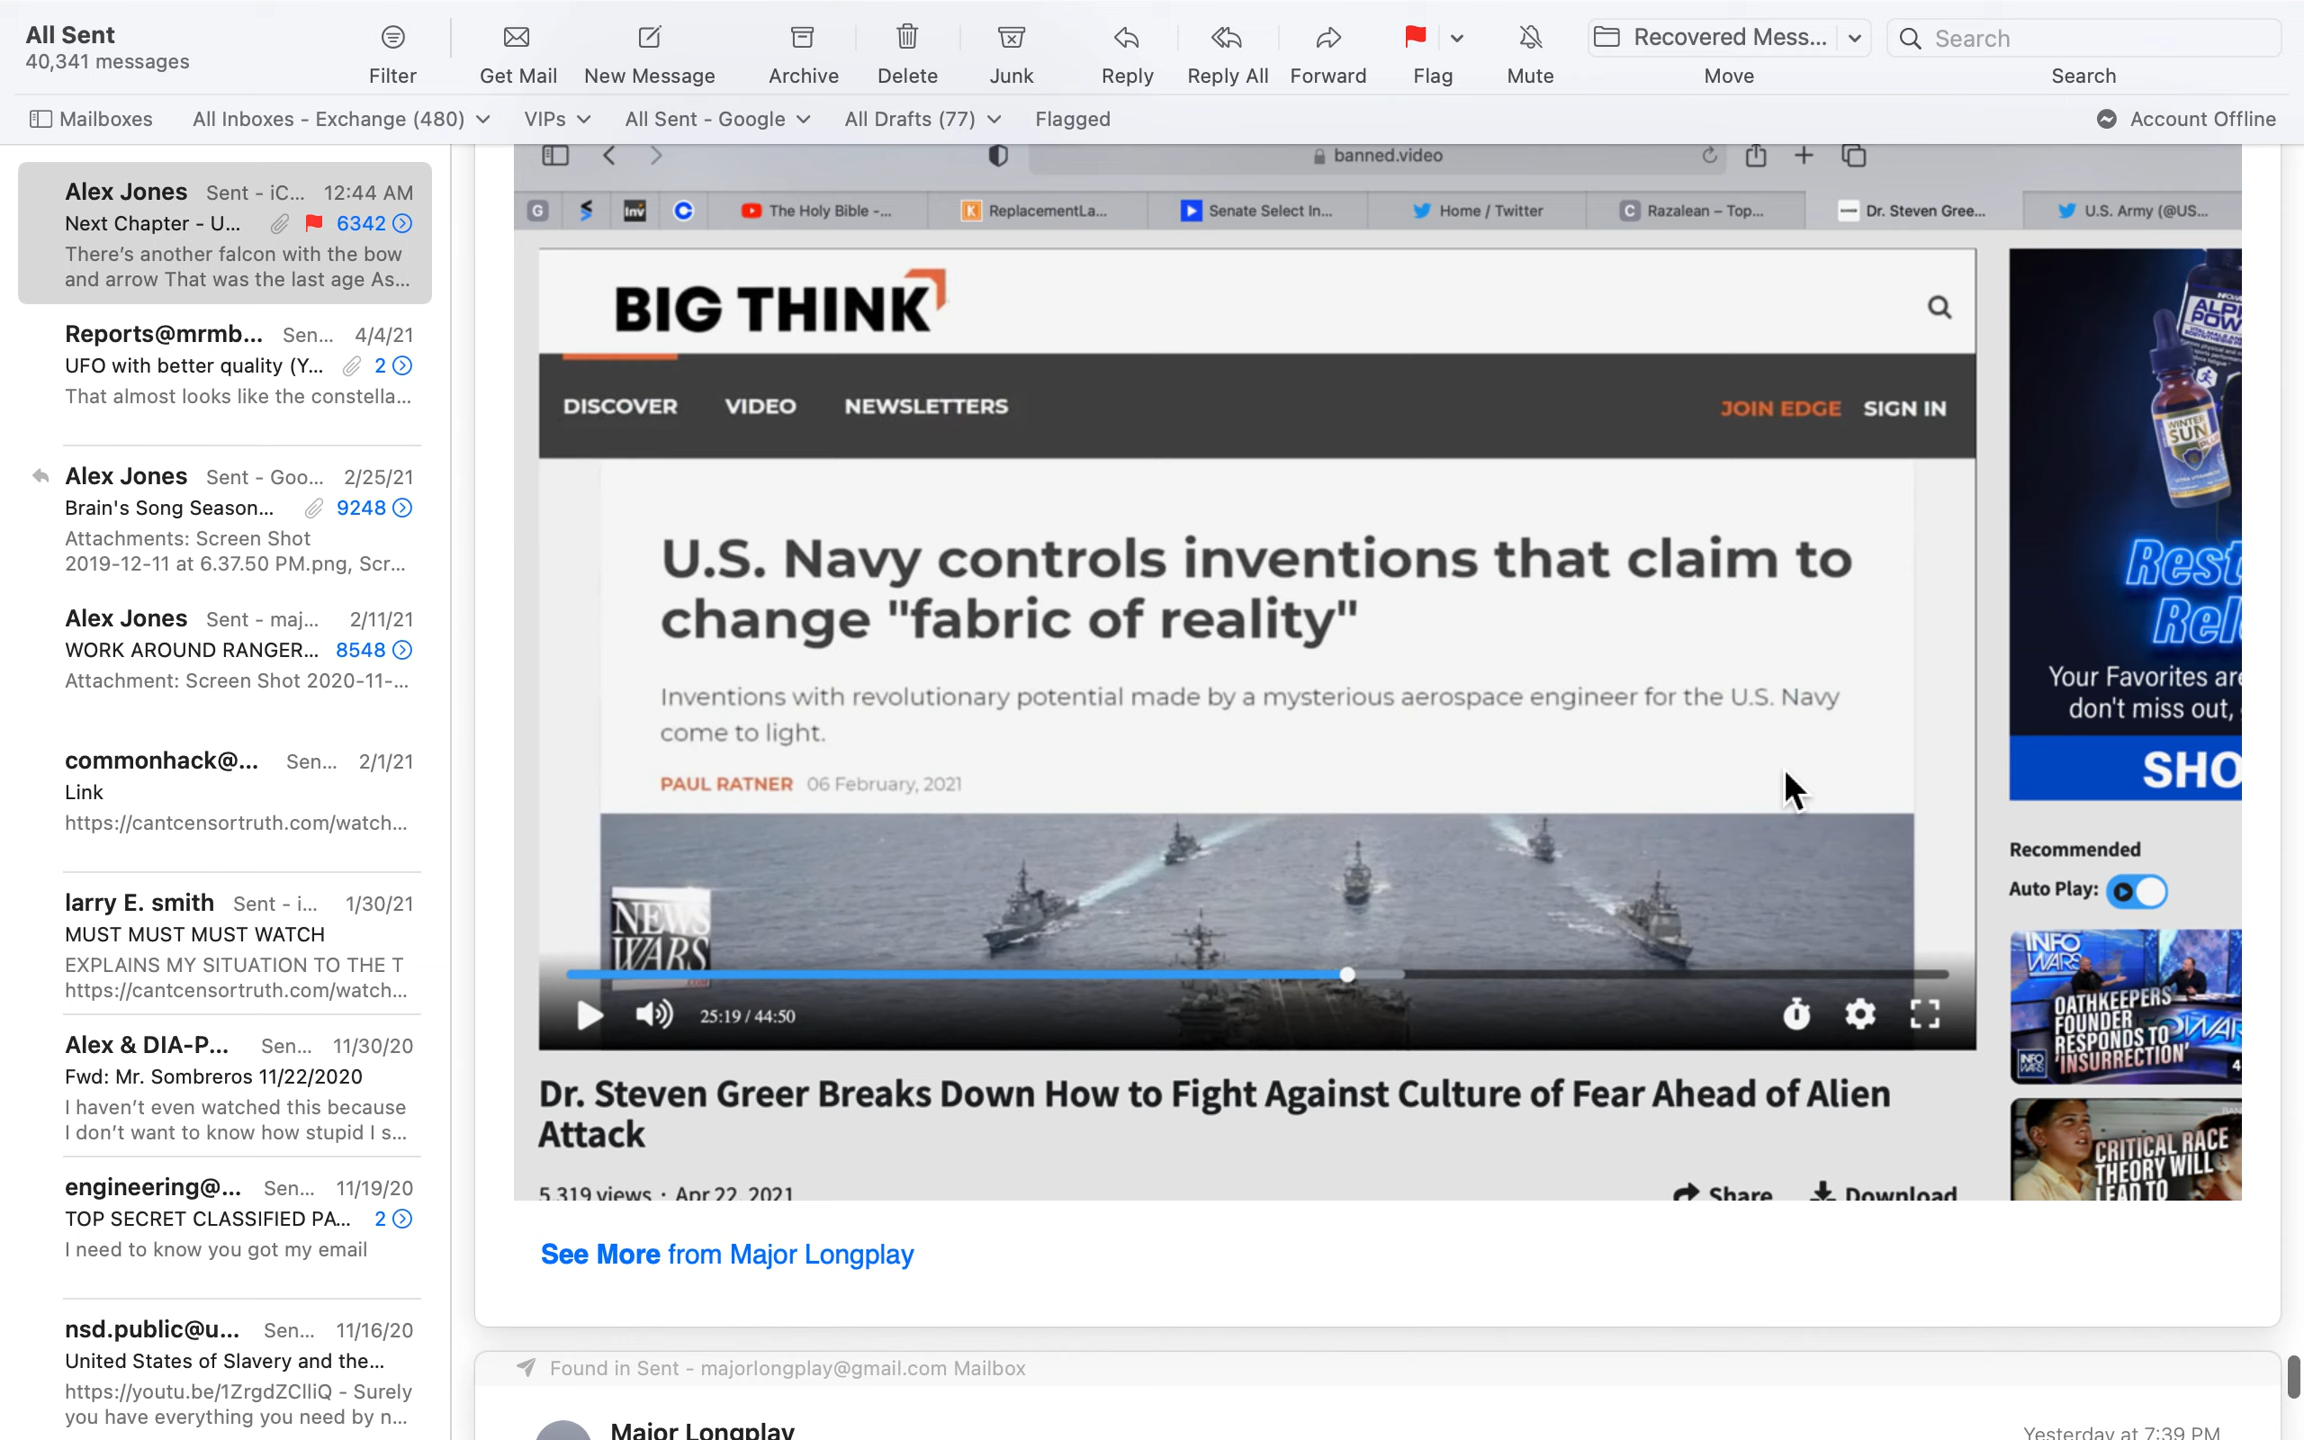 All Sent
40,341 messages
Filter
Get Mail
New Message
Archive
Delete
Junk
Reply
Reply All
Forward
Flag
Mute
Recovered Mess...
Move
Search
Search
Mailboxes
All Inboxes - Exchange (480)
VIPs
All Sent - Google
All Drafts (77)
Flagged
Account Offline
Alex Jones Sent - iC... 12:44 AM
Next Chapter - U... 6342
There's another falcon with the bow
and arrow That was the last age As...
Reports@mrmb... Sen... 4/4/21
UFO with better quality (Y... 2
That almost looks like the constella...
Alex Jones Sent - Goo... 2/25/21
Brain's Song Season... 9248
Attachments: Screen Shot
2019-12-11 at 6.37.50 PM.png, Scr...
Alex Jones Sent - maj... 2/11/21
WORK AROUND RANGER... 8548
Attachment: Screen Shot 2020-11-...
commonhack@... Sen... 2/1/21
Link
https://cantcensortruth.com/watch...
larry E. smith Sent - i... 1/30/21
MUST MUST MUST WATCH
EXPLAINS MY SITUATION TO THE T
https://cantcensortruth.com/watch...
Alex & DIA-P... Sen... 11/30/20
Fwd: Mr. Sombreros 11/22/2020
I haven't even watched this because
I don't want to know how stupid I s...
engineering@... Sen... 11/19/20
TOP SECRET CLASSIFIED PA... 2
I need to know you got my email
nsd.public@u... Sen... 11/16/20
United States of Slavery and the...
https://youtu.be/1ZrgdZClliQ - Surely
you have everything you need by n...
banned.video
G
Inv
The Holy Bible -...
K ReplacementLa...
Senate Select In...
Home / Twitter
C Razalean – Top...
Dr. Steven Gree...
U.S. Army (@US...
BIG THINK
DISCOVER VIDEO NEWSLETTERS JOIN EDGE SIGN IN
U.S. Navy controls inventions that claim to
change "fabric of reality"
Inventions with revolutionary potential made by a mysterious aerospace engineer for the U.S. Navy
come to light.
PAUL RATNER 06 February, 2021
NEWS
WARS
25:19 / 44:50
Dr. Steven Greer Breaks Down How to Fight Against Culture of Fear Ahead of Alien
Attack
5,319 views · Apr 22, 2021
Share
Download
ALP
POW
WINTER
SUN
PLUS
Rest
Rel
Your Favorites are
don't miss out,
SHO
Recommended
Auto Play:
INFO
WARS
OATHKEEPERS
FOUNDER
RESPONDS TO
'INSURRECTION'
INFO
WARS
4
CRITICAL RACE
THEORY WILL
LEAD TO
See More from Major Longplay
Found in Sent - majorlongplay@gmail.com Mailbox
Major Longplay
Yesterday at 7:39 PM